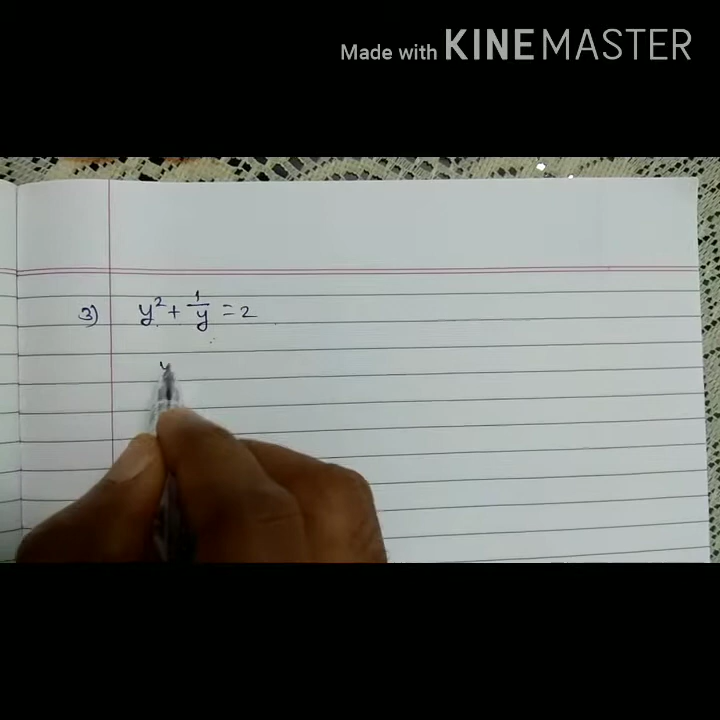 Made with KINEMASTER
3) y² + 1/y = 2
y